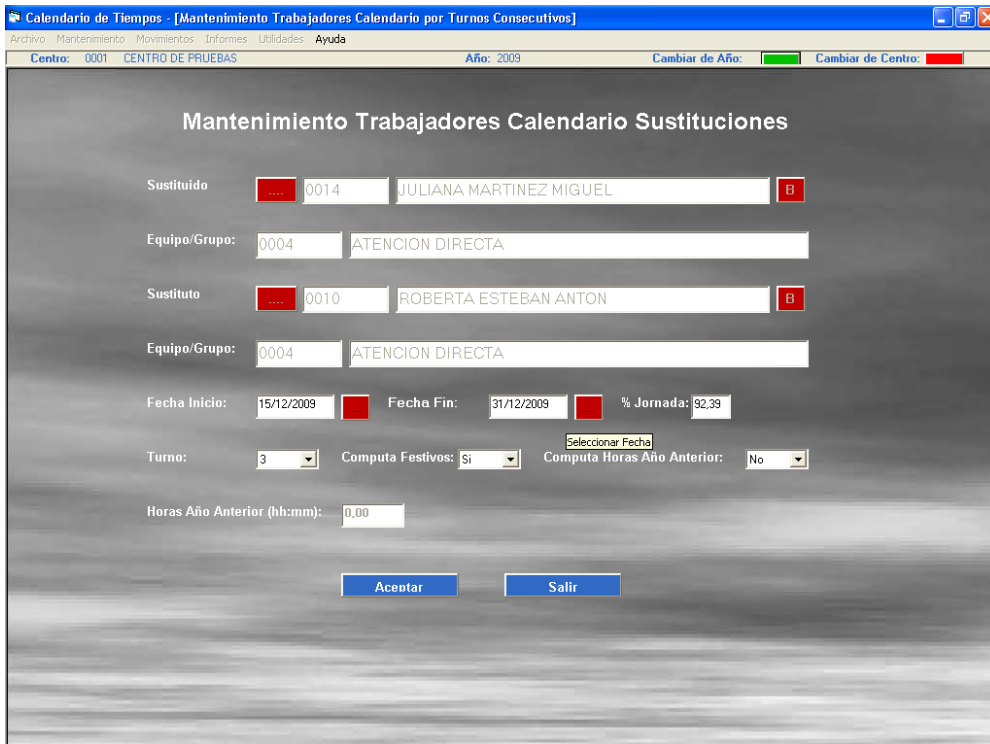 Calendario de Tiempos - [Mantenimiento Trabajadores Calendario por Turnos Consecutivos]
Archivo Mantenimiento Movimientos Informes Utilidades Ayuda
Centro: 0001 CENTRO DE PRUEBAS Año: 2009 Cambiar de Año: Cambiar de Centro:
Mantenimiento Trabajadores Calendario Sustituciones
Sustituido .... 0014 JULIANA MARTINEZ MIGUEL B
Equipo/Grupo: 0004 ATENCION DIRECTA
Sustituto .... 0010 ROBERTA ESTEBAN ANTON B
Equipo/Grupo: 0004 ATENCION DIRECTA
Fecha Inicio: 15/12/2009 .... Fecha Fin: 31/12/2009 .... % Jornada: 92,39
Seleccionar Fecha
Turno: 3 Computa Festivos: Si Computa Horas Año Anterior: No
Horas Año Anterior (hh:mm): 0,00
Aceptar Salir